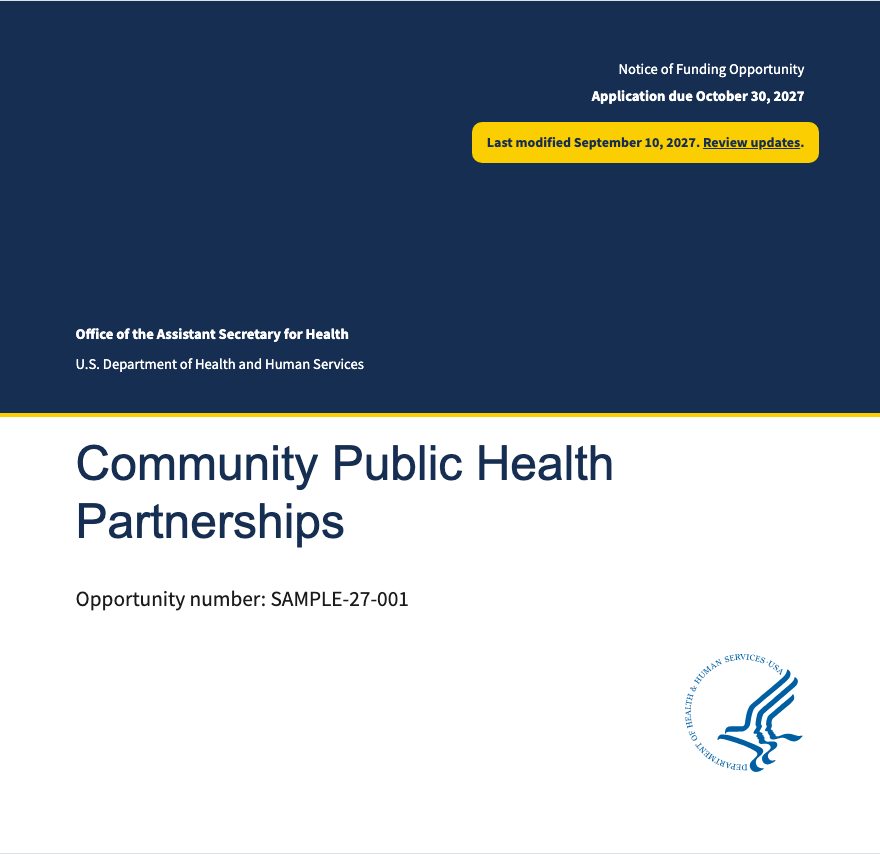 Notice of Funding Opportunity
Application due October 30, 2027
Last modified September 10, 2027. Review updates.
Office of the Assistant Secretary for Health
U.S. Department of Health and Human Services
Community Public Health
Partnerships
Opportunity number: SAMPLE-27-001
DEPARTMENT OF HEALTH & HUMAN SERVICES·USA